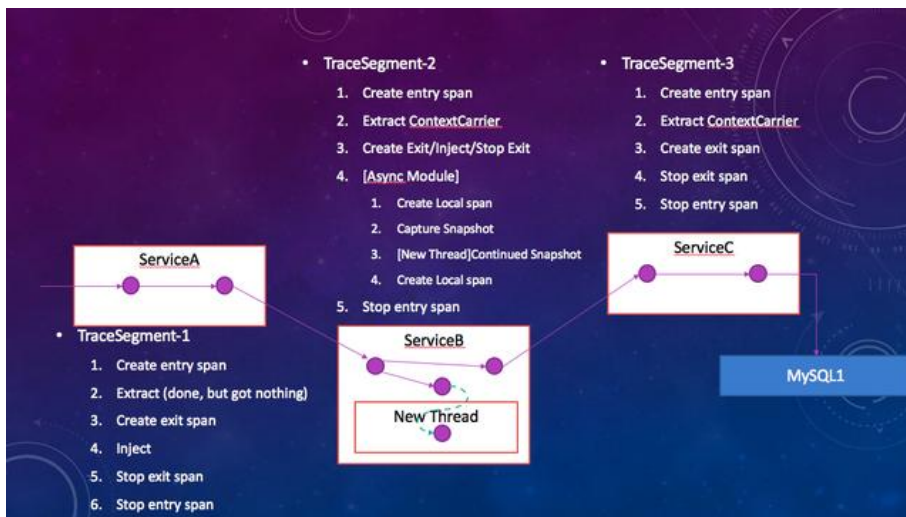 • TraceSegment-2
1. Create entry span
2. Extract ContextCarrier
3. Create Exit/Inject/Stop Exit
4. [Async Module]
1. Create Local span
2. Capture Snapshot
3. [New Thread]Continued Snapshot
4. Create Local span
5. Stop entry span
• TraceSegment-3
1. Create entry span
2. Extract ContextCarrier
3. Create exit span
4. Stop exit span
5. Stop entry span
ServiceA
ServiceC
• TraceSegment-1
1. Create entry span
2. Extract (done, but got nothing)
3. Create exit span
4. Inject
5. Stop exit span
6. Stop entry span
ServiceB
New Thread
MySQL1